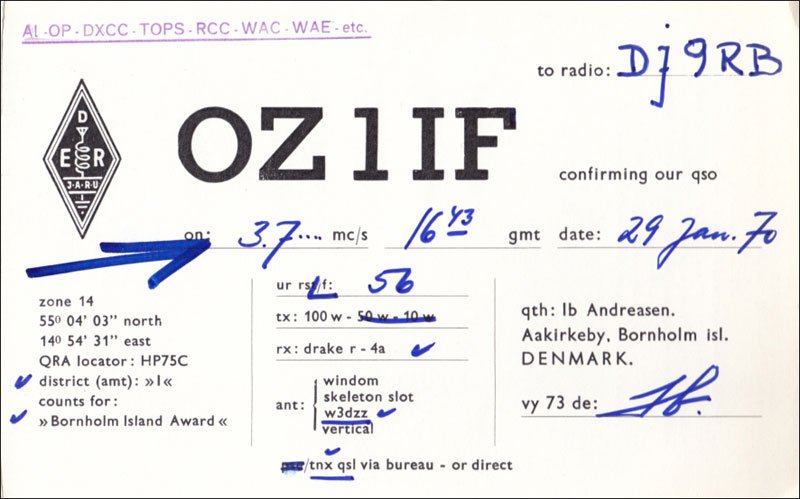 AI-OP-DXCC-TOPS-RCC-WAC-WAE-etc.
to radio: Dj9RB
D
E R
I·A·R·U
OZ1IF
confirming our qso
on: 3.7.... mc/s 16 43 gmt date: 29 Jan. 70
zone 14
55⁰ 04' 03" north
14⁰ 54' 31" east
QRA locator: HP75C
✓ district (amt): »I«
counts for:
✓ »Bornholm Island Award«
ur rst/f: 56
tx: 100 w - 50 w - 10 w
rx: drake r - 4a ✓
ant: windom
skeleton slot
w3dzz ✓
vertical
/tnx qsl via bureau - or direct
qth: Ib Andreasen.
Aakirkeby, Bornholm isl.
DENMARK.
vy 73 de: Ib.